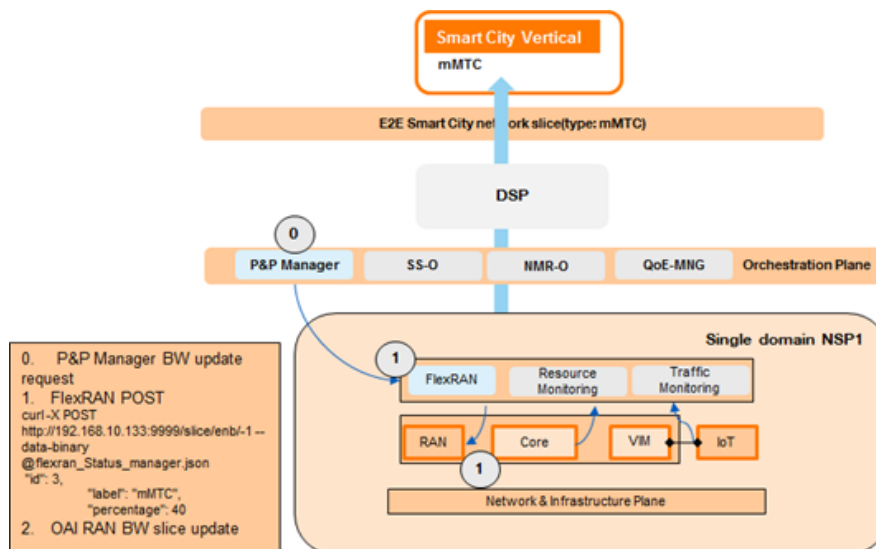 Smart City Vertical
mMTC
E2E Smart City network slice(type: mMTC)
DSP
0
P&P Manager
SS-O
NMR-O
QoE-MNG
Orchestration Plane
Single domain NSP1
1
FlexRAN
Resource
Monitoring
Traffic
Monitoring
RAN
Core
VIM
IoT
1
Network & Infrastructure Plane
0. P&P Manager BW update
request
1. FlexRAN POST
curl -X POST
http://192.168.10.133:9999/slice/enb/-1 --
data-binary
@flexran_Status_manager.json
"id": 3,
"label": "mMTC",
"percentage": 40
2. OAI RAN BW slice update